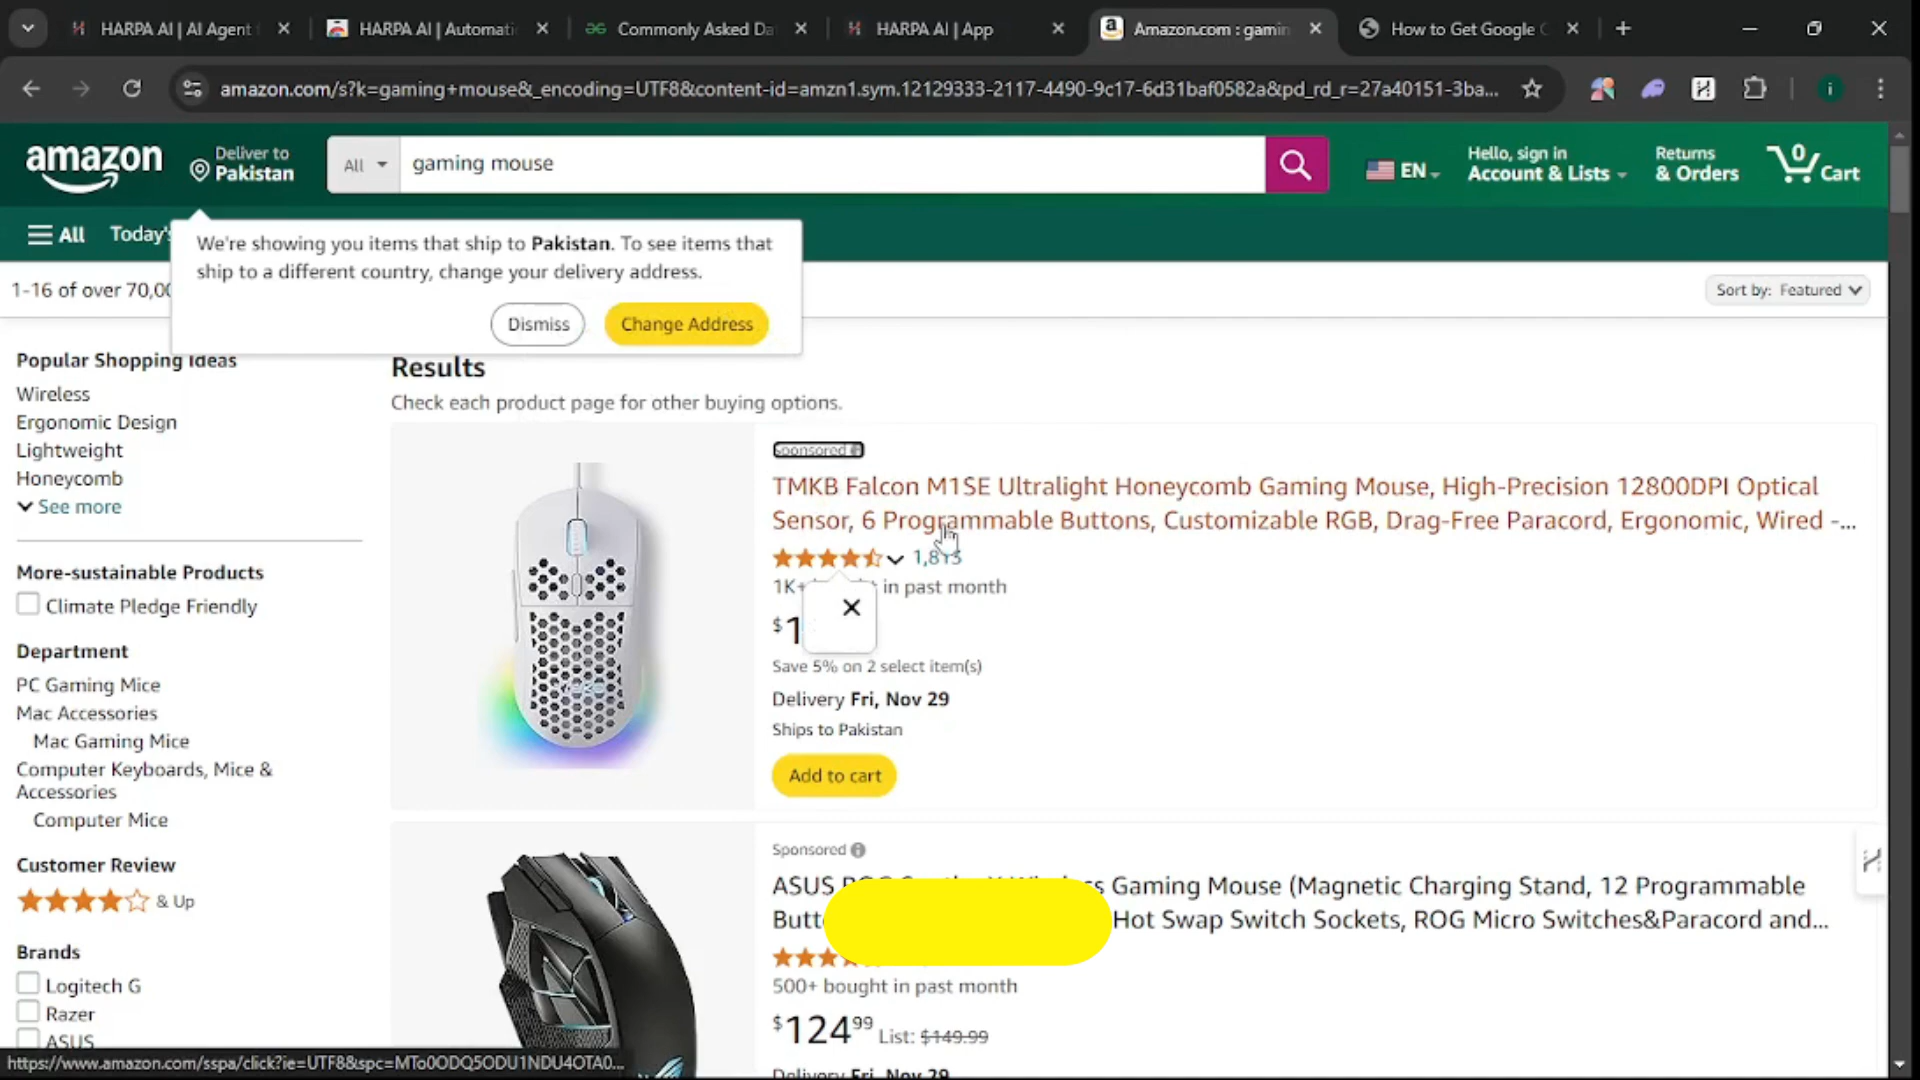 HARPA AI | AI Agent
HARPA AI | Automati
Commonly Asked Da
HARPA AI | App
Amazon.com : gamin
How to Get Google
amazon.com/s?k=gaming+mouse&_encoding=UTF8&content-id=amzn1.sym.12129333-2117-4490-9c17-6d31baf0582a&pd_rd_r=27a40151-3ba...
i
amazon
Deliver to
Pakistan
All
gaming mouse
EN
Hello, sign in
Account & Lists
Returns
& Orders
0
Cart
All
Today's
We're showing you items that ship to Pakistan. To see items that
ship to a different country, change your delivery address.
Dismiss
Change Address
1-16 of over 70,00
Sort by: Featured
Popular Shopping Ideas
Wireless
Ergonomic Design
Lightweight
Honeycomb
See more
More-sustainable Products
Climate Pledge Friendly
Department
PC Gaming Mice
Mac Accessories
Mac Gaming Mice
Computer Keyboards, Mice &
Accessories
Computer Mice
Customer Review
& Up
Brands
Logitech G
Razer
ASUS
Results
Check each product page for other buying options.
Sponsored
TMKB Falcon M1SE Ultralight Honeycomb Gaming Mouse, High-Precision 12800DPI Optical
Sensor, 6 Programmable Buttons, Customizable RGB, Drag-Free Paracord, Ergonomic, Wired -...
1,813
1K+ in past month
$1
Save 5% on 2 select item(s)
Delivery Fri, Nov 29
Ships to Pakistan
Add to cart
Sponsored
ASUS Gaming Mouse (Magnetic Charging Stand, 12 Programmable
Hot Swap Switch Sockets, ROG Micro Switches&Paracord and...
500+ bought in past month
$124 99 List: $149.99
Delivery Fri, Nov 29
https://www.amazon.com/sspa/click?ie=UTF8&spc=MTo0ODQ5ODU1NDU4OTA0...